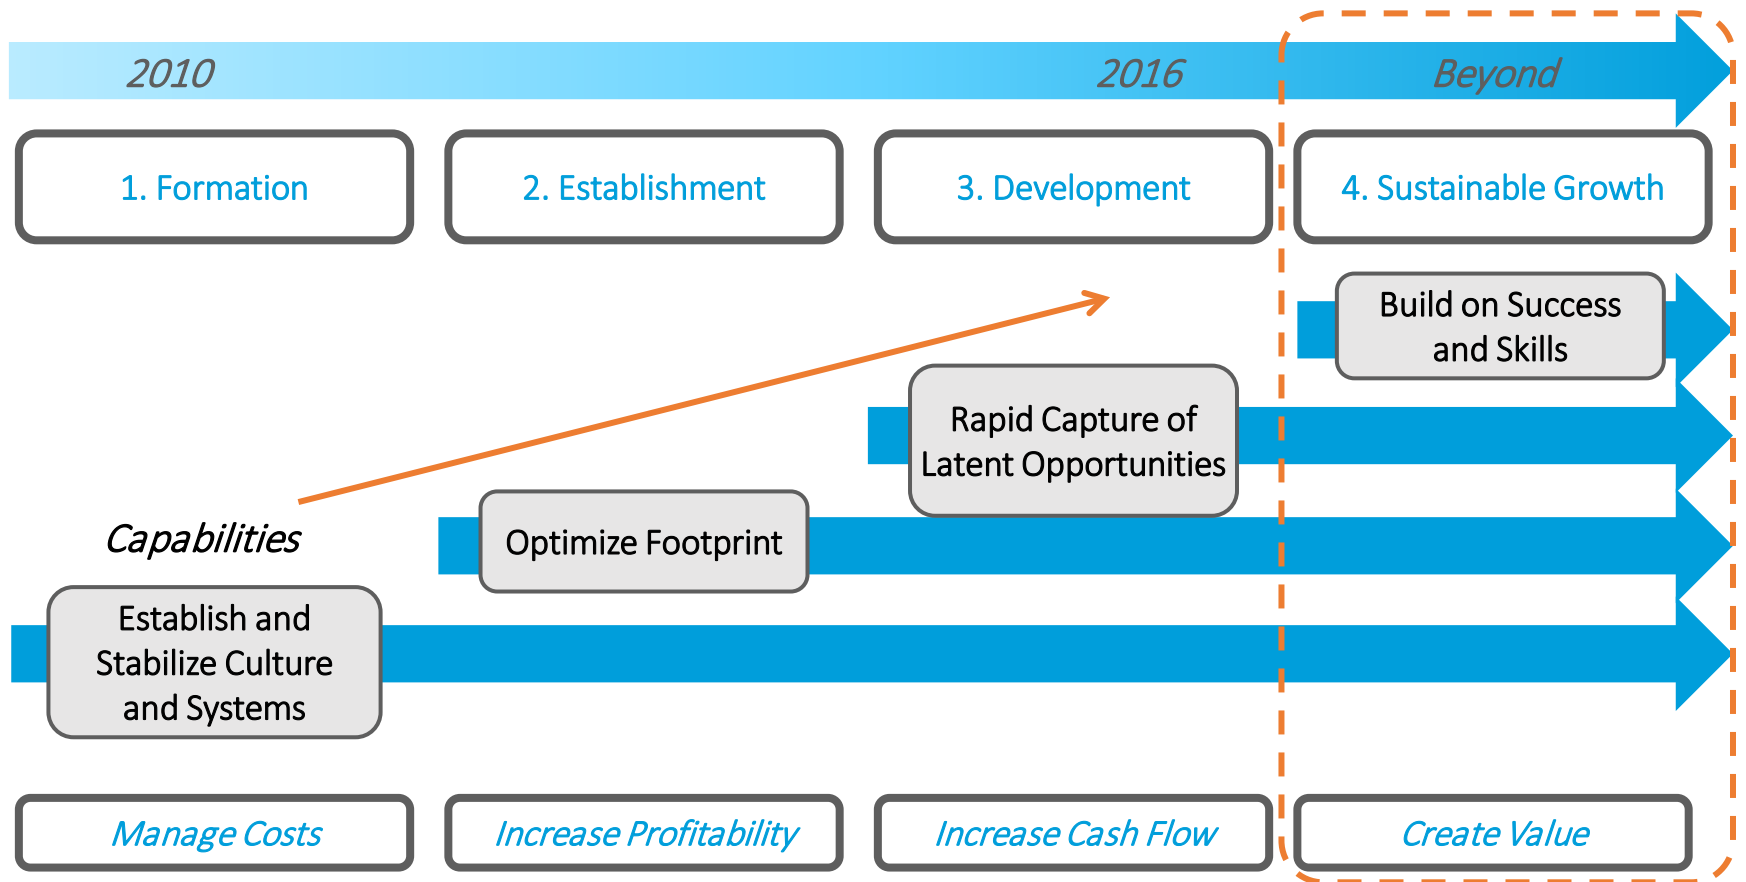 2010
2016
Beyond
1. Formation
2. Establishment
3. Development
4. Sustainable Growth
Build on Success
and Skills
Rapid Capture of
Latent Opportunities
Optimize Footprint
Capabilities
Establish and
Stabilize Culture
and Systems
Manage Costs
Increase Profitability
Increase Cash Flow
Create Value